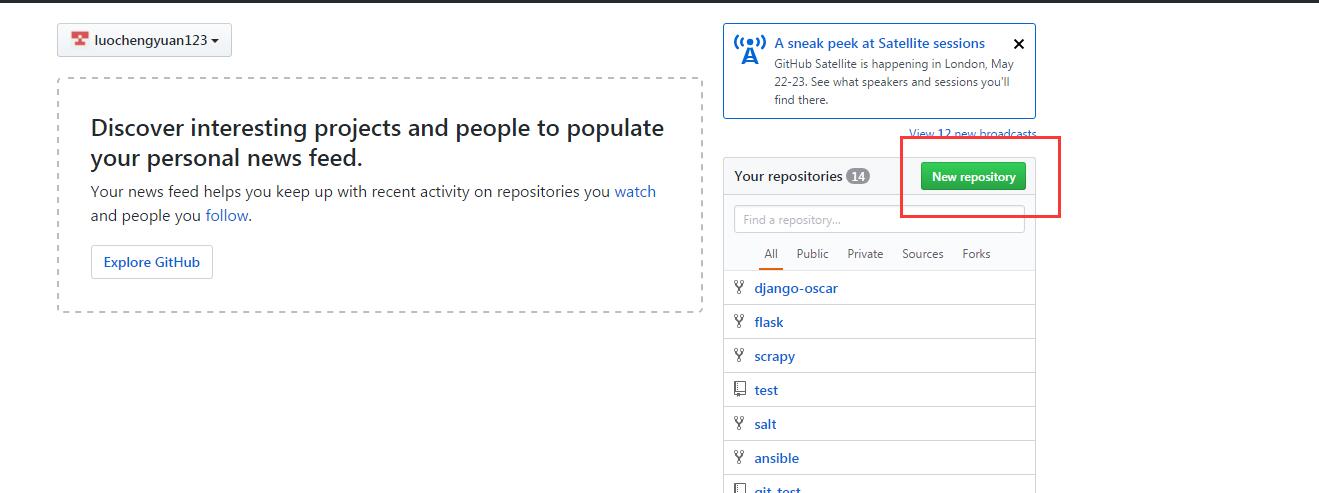 luochengyuan123
Discover interesting projects and people to populate
your personal news feed.
Your news feed helps you keep up with recent activity on repositories you watch
and people you follow.
Explore GitHub
A sneak peek at Satellite sessions
GitHub Satellite is happening in London, May
22-23. See what speakers and sessions you'll
find there.
View 12 new broadcasts
Your repositories 14
New repository
Find a repository...
All Public Private Sources Forks
django-oscar
flask
scrapy
test
salt
ansible
git-test